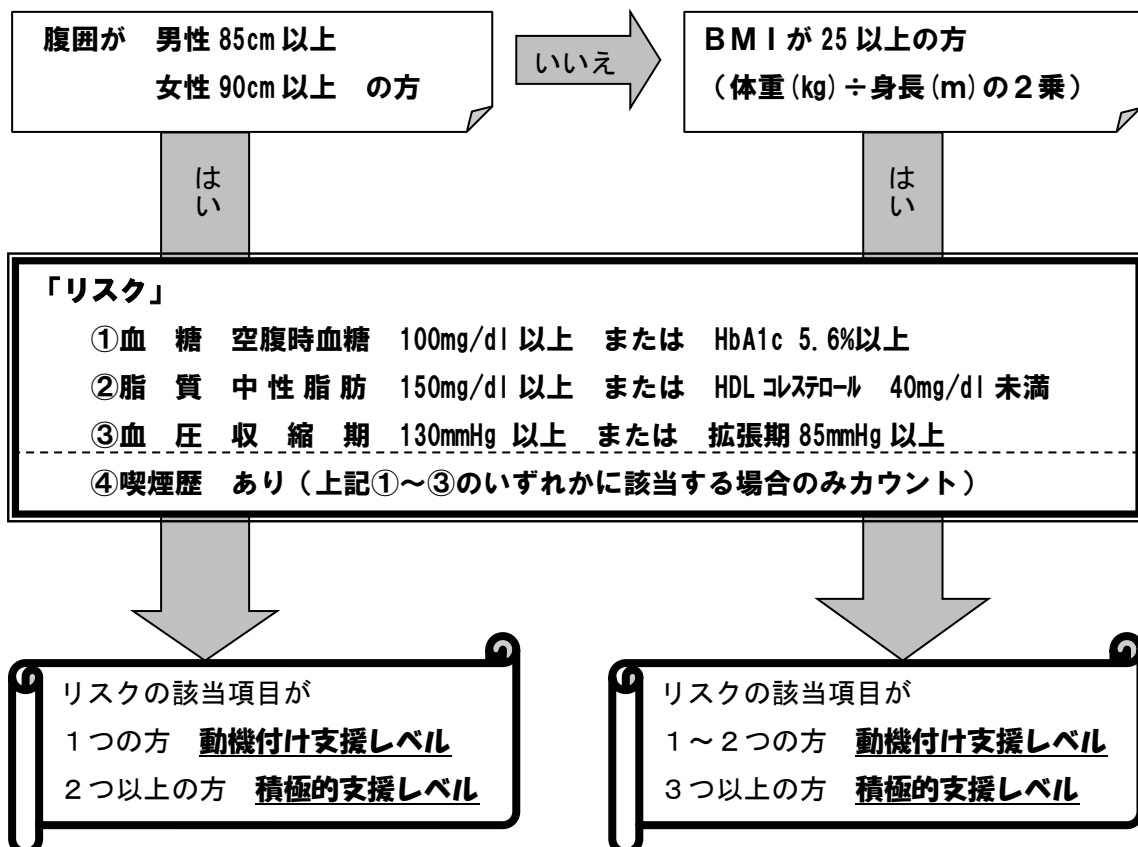 腹囲が 男性 85cm 以上
女性 90cm 以上 の方
いいえ
BMIが 25 以上の方
(体重(kg)÷身長(m)の2乗)
はい
はい
「リスク」
①血 糖 空腹時血糖 100mg/dl 以上 または HbA1c 5.6%以上
②脂 質 中性脂肪 150mg/dl 以上 または HDL コレステロール 40mg/dl 未満
③血 圧 収縮期 130mmHg 以上 または 拡張期 85mmHg 以上
④喫煙歴 あり(上記①~③のいずれかに該当する場合のみカウント)
リスクの該当項目が
1つの方 動機付け支援レベル
2つ以上の方 積極的支援レベル
リスクの該当項目が
1~2つの方 動機付け支援レベル
3つ以上の方 積極的支援レベル